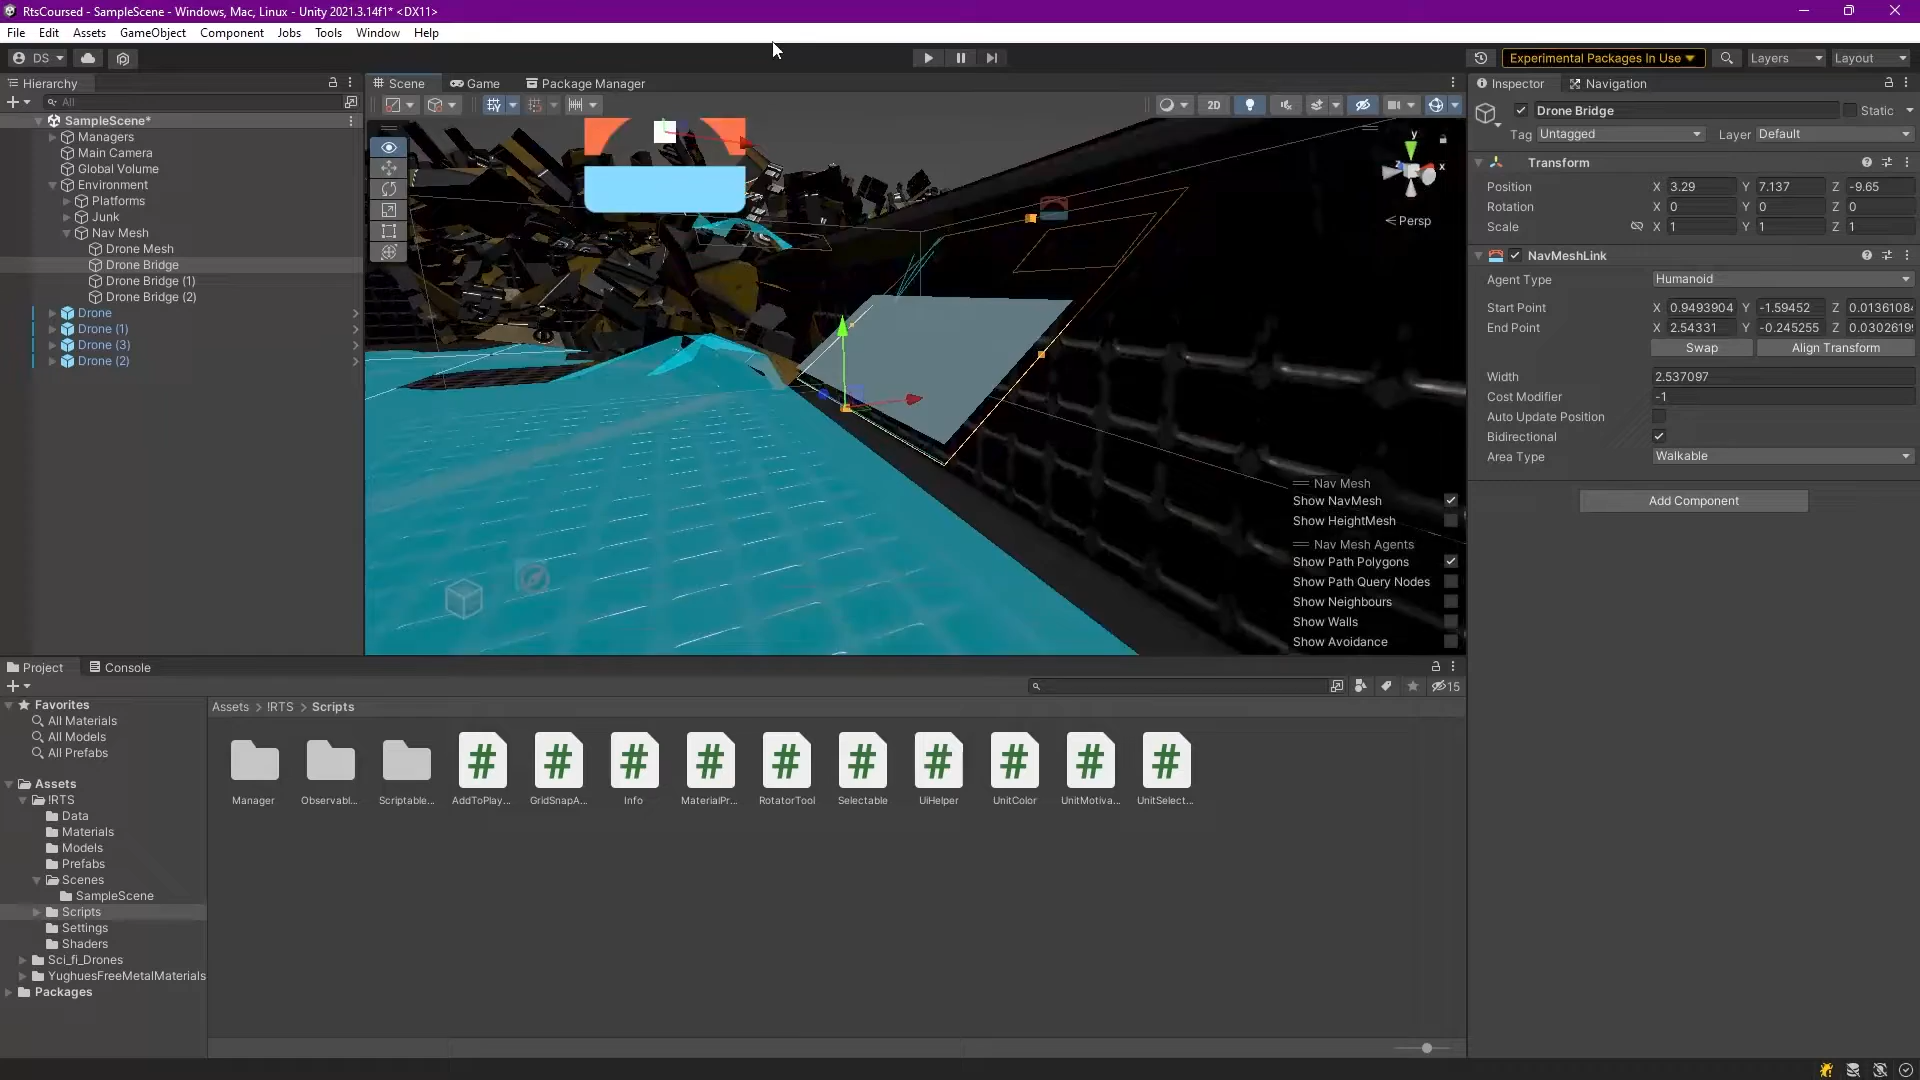 RtsCoursed - SampleScene - Windows, Mac, Linux - Unity 2021.3.14f1* <DX11>
File Edit Assets GameObject Component Jobs Tools Window Help
DS Experimental Packages In Use Layers Layout
Hierarchy
All
SampleScene*
Managers
Main Camera
Global Volume
Environment
Platforms
Junk
Nav Mesh
Drone Mesh
Drone Bridge
Drone Bridge (1)
Drone Bridge (2)
Drone
Drone (1)
Drone (3)
Drone (2)
Scene Game Package Manager
2D
y
x
z
Persp
Nav Mesh
Show NavMesh
Show HeightMesh
Nav Mesh Agents
Show Path Polygons
Show Path Query Nodes
Show Neighbours
Show Walls
Show Avoidance
Inspector Navigation
Drone Bridge Static
Tag Untagged Layer Default
Transform
Position X 3.29 Y 7.137 Z -9.65
Rotation X 0 Y 0 Z 0
Scale X 1 Y 1 Z 1
NavMeshLink
Agent Type Humanoid
Start Point X 0.9493904 Y -1.59452 Z 0.0136108
End Point X 2.54331 Y -0.245255 Z 0.0302619
Swap Align Transform
Width 2.537097
Cost Modifier -1
Auto Update Position
Bidirectional
Area Type Walkable
Add Component
Project Console
15
Favorites
All Materials
All Models
All Prefabs
Assets
!RTS
Data
Materials
Models
Prefabs
Scenes
SampleScene
Scripts
Settings
Shaders
Sci_fi_Drones
YughuesFreeMetalMaterials
Packages
Assets > !RTS > Scripts
Manager Observabl... Scriptable... AddToPlay... GridSnapA... Info MaterialPr... RotatorTool Selectable UiHelper UnitColor UnitMotiva... UnitSelect...